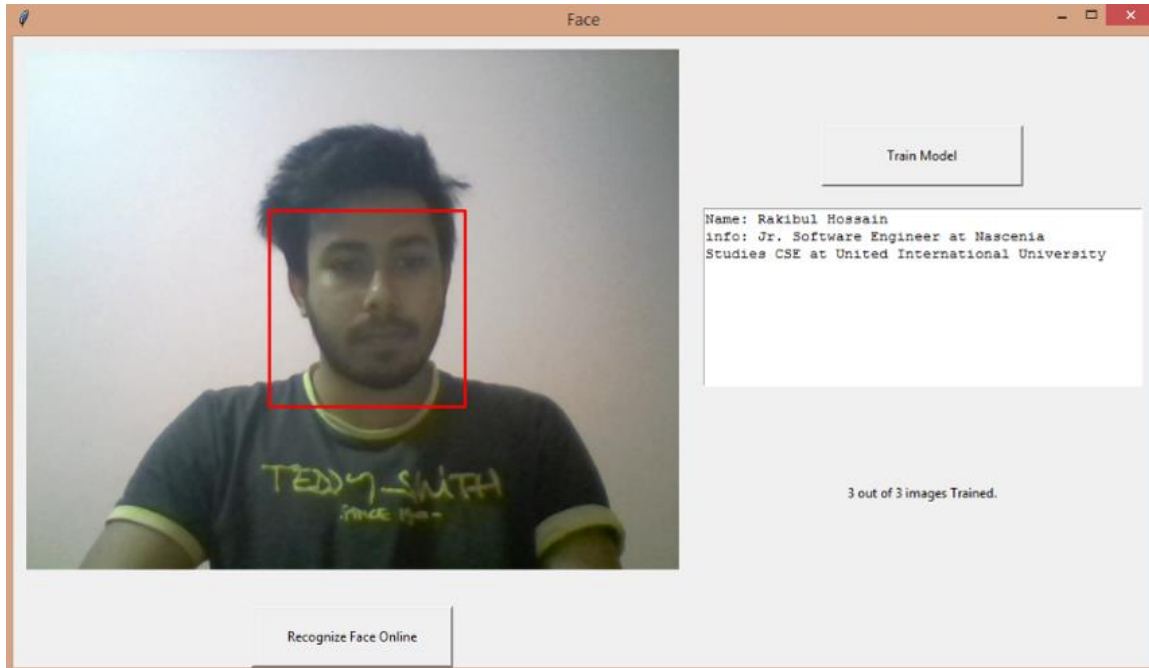 Face
Train Model
Name: Rakibul Hossain
info: Jr. Software Engineer at Nascenia
Studies CSE at United International University
TEDDY SMITH
SINCE
3 out of 3 images Trained.
Recognize Face Online